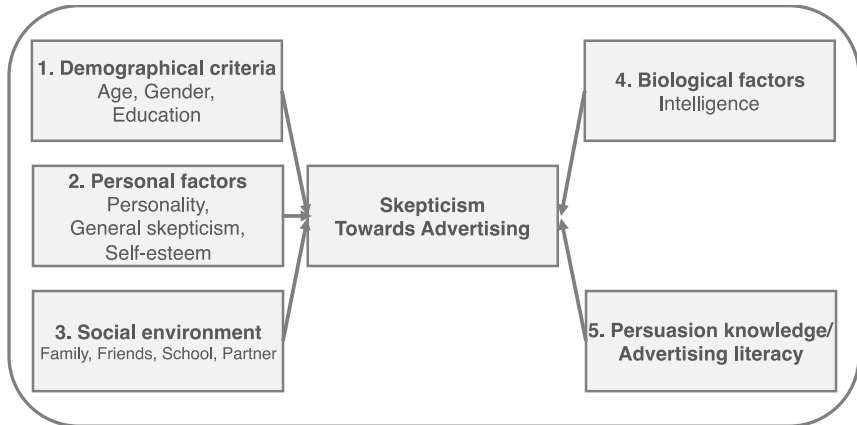 1. Demographical criteria
Age, Gender,
Education
2. Personal factors
Personality,
General skepticism,
Self-esteem
3. Social environment
Family, Friends, School, Partner
Skepticism
Towards Advertising
4. Biological factors
Intelligence
5. Persuasion knowledge/
Advertising literacy